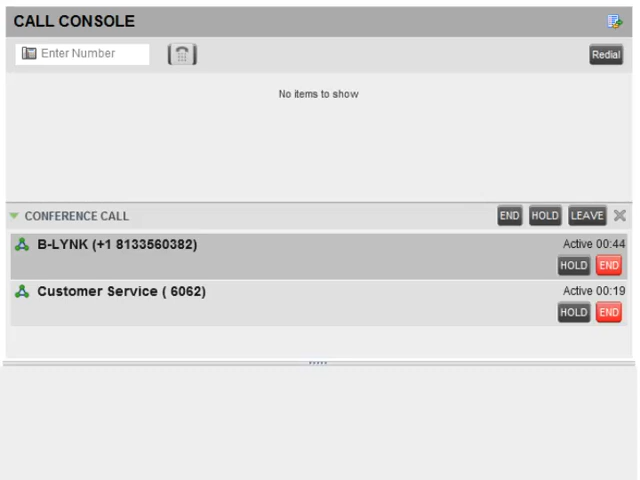 CALL CONSOLE
Enter Number
Redial
No items to show
CONFERENCE CALL END HOLD LEAVE
B-LYNK (+1 8133560382) Active 00:44
HOLD END
Customer Service ( 6062) Active 00:19
HOLD END